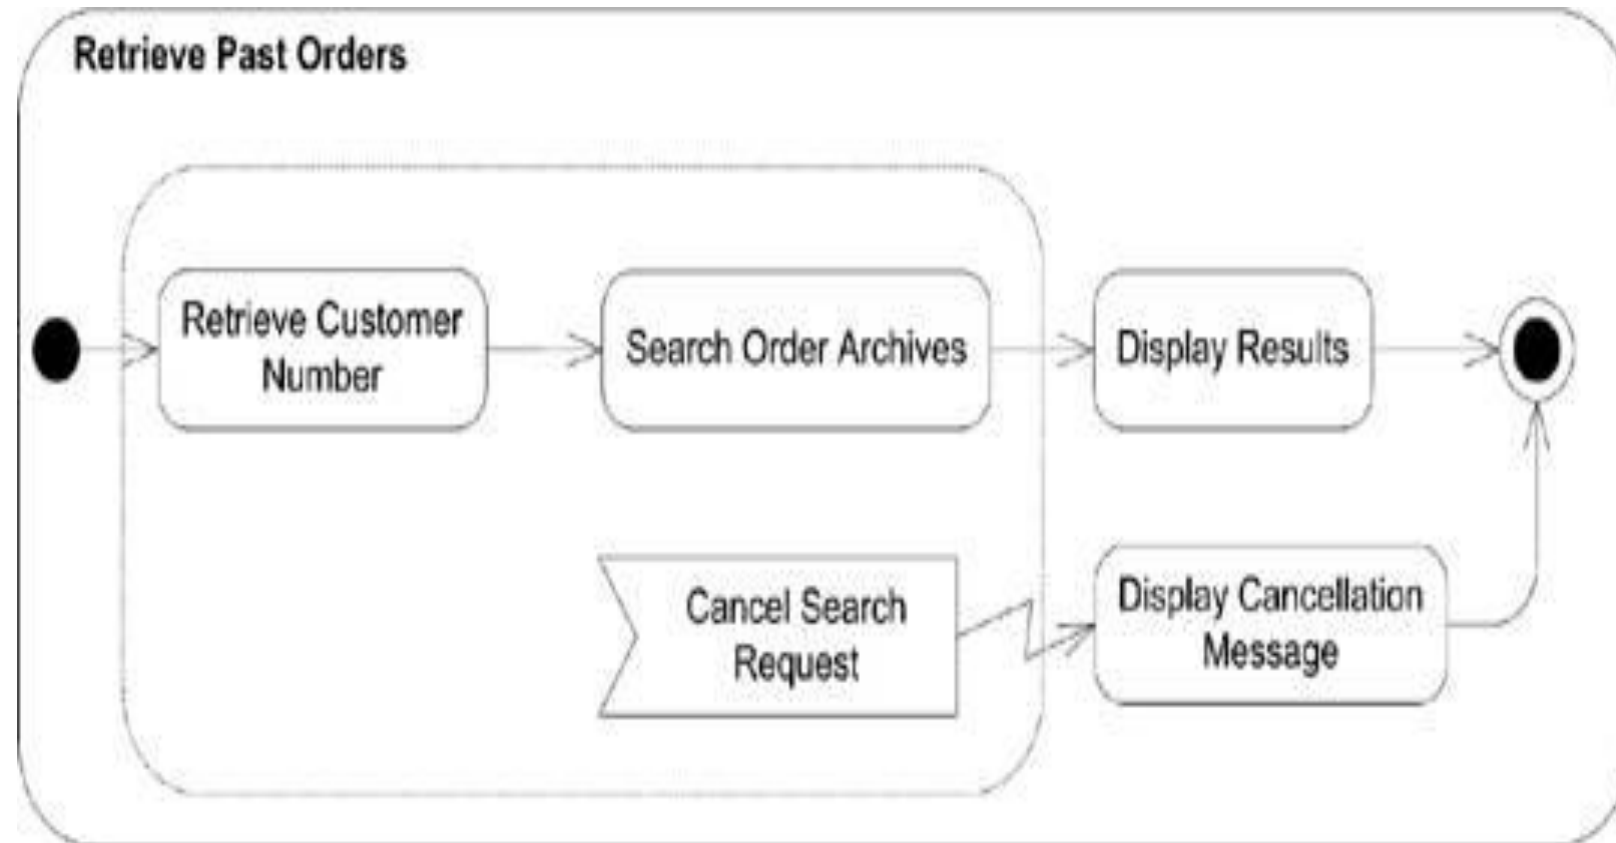 Retrieve Past Orders
Retrieve Customer
Number
Search Order Archives
Display Results
Cancel Search
Request
Display Cancellation
Message